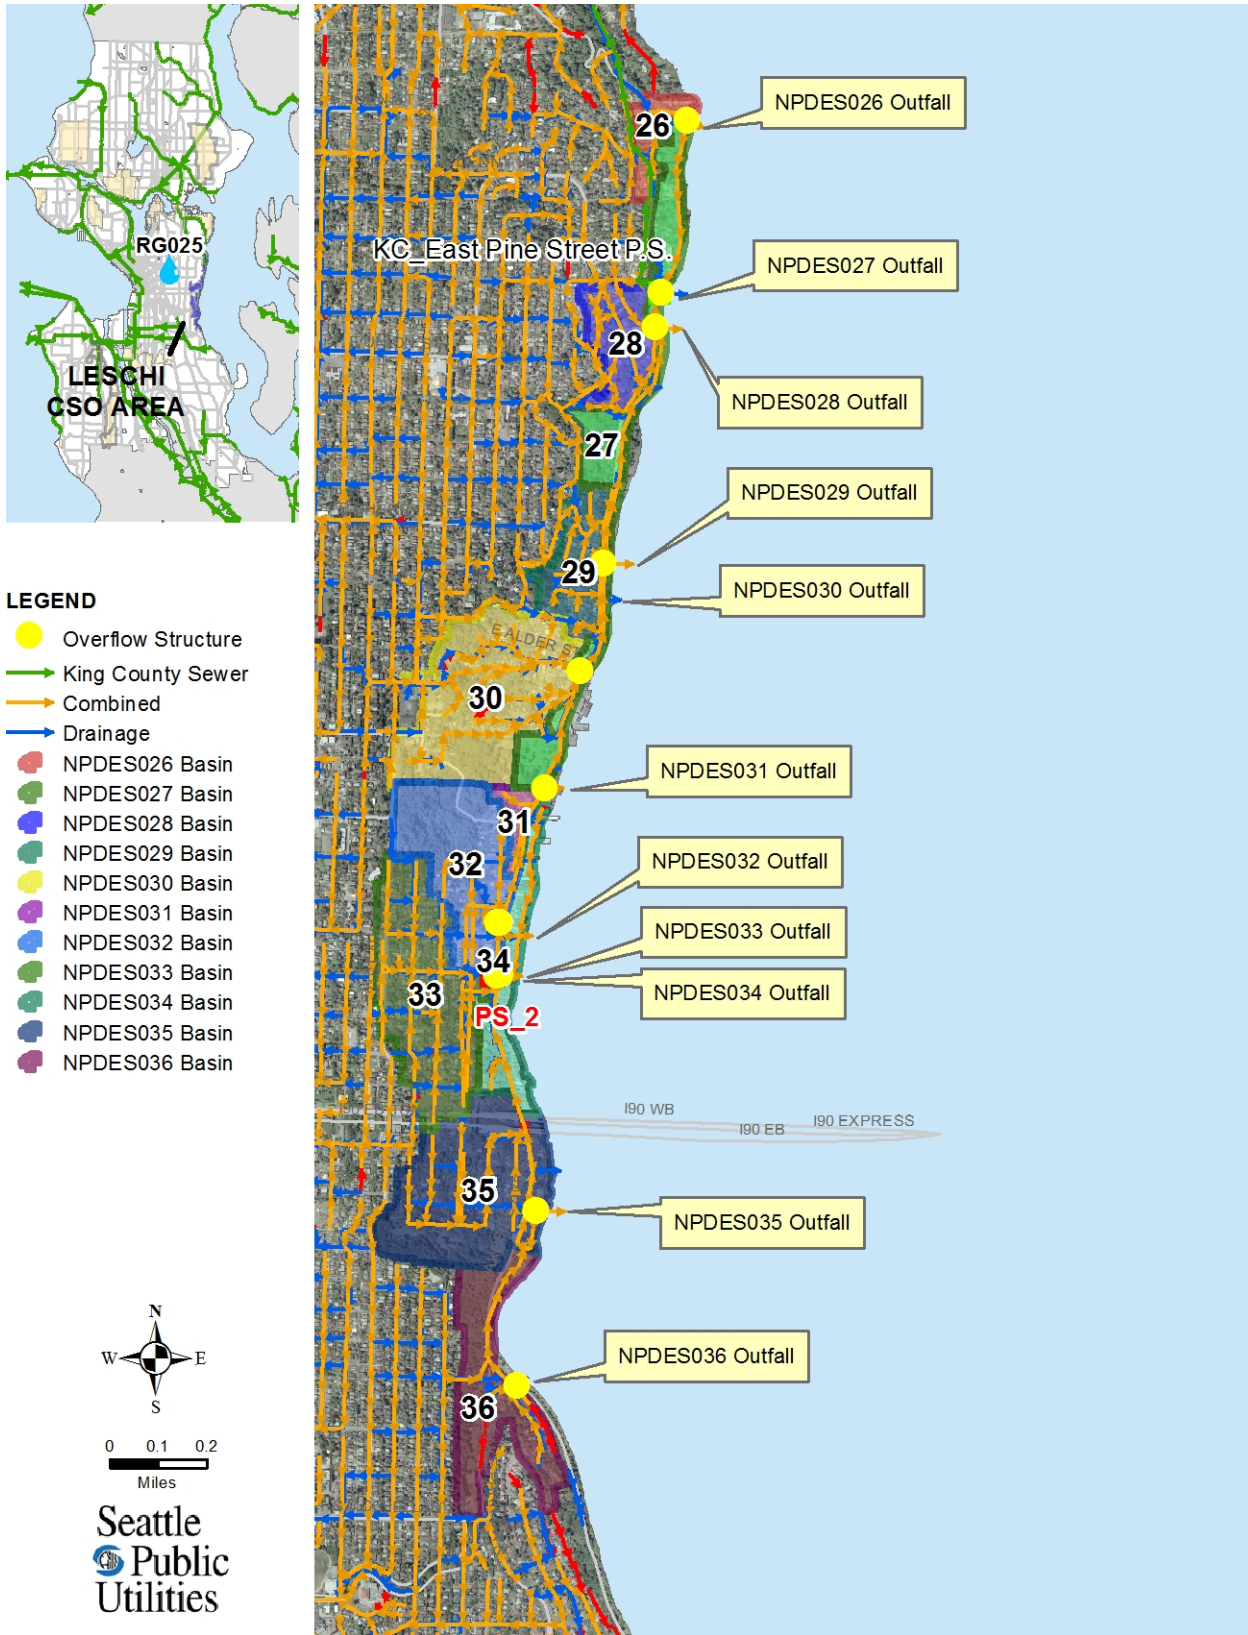 RG025
LESCHI
CSO AREA
LEGEND
Overflow Structure
King County Sewer
Combined
Drainage
NPDES026 Basin
NPDES027 Basin
NPDES028 Basin
NPDES029 Basin
NPDES030 Basin
NPDES031 Basin
NPDES032 Basin
NPDES033 Basin
NPDES034 Basin
NPDES035 Basin
NPDES036 Basin
N
W
E
S
0 0.1 0.2
Miles
Seattle
Public
Utilities
NPDES026 Outfall
26
KC_East Pine Street P.S.
NPDES027 Outfall
28
NPDES028 Outfall
27
NPDES029 Outfall
29
NPDES030 Outfall
E ALDER ST
30
NPDES031 Outfall
31
32
NPDES032 Outfall
NPDES033 Outfall
34
NPDES034 Outfall
33
PS_2
I90 WB
I90 EXPRESS
I90 EB
35
NPDES035 Outfall
NPDES036 Outfall
36